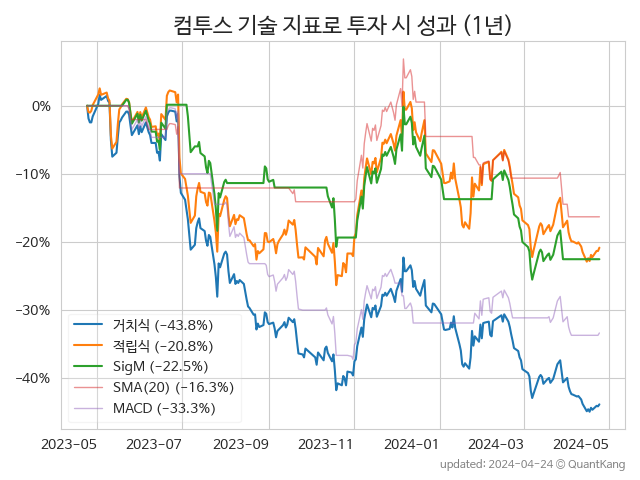 컴투스 기술 지표로 투자 시 성과 (1년)
0%
−10%
−20%
−30%
−40%
거치식 (−43.8%)
적립식 (−20.8%)
SigM (−22.5%)
SMA(20) (−16.3%)
MACD (−33.3%)
2023-05
2023-07
2023-09
2023-11
2024-01
2024-03
2024-05
updated: 2024-04-24 © QuantKang